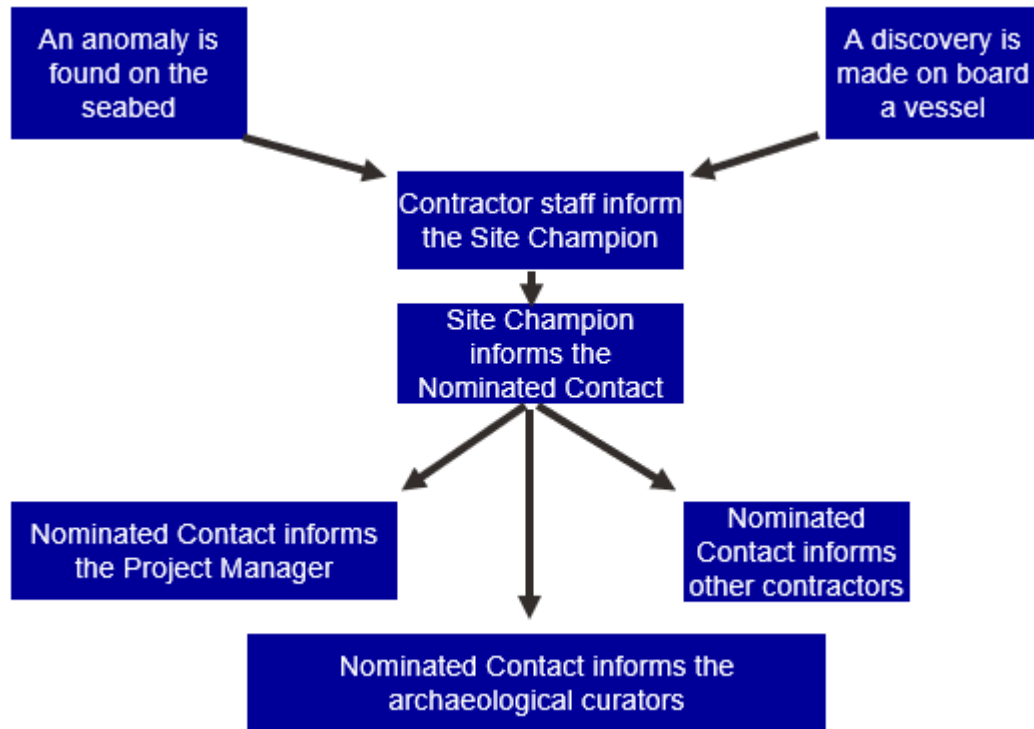 An anomaly is
found on the
seabed
A discovery is
made on board
a vessel
Contractor staff inform
the Site Champion
Site Champion
informs the
Nominated Contact
Nominated Contact informs
the Project Manager
Nominated
Contact informs
other contractors
Nominated Contact informs the
archaeological curators